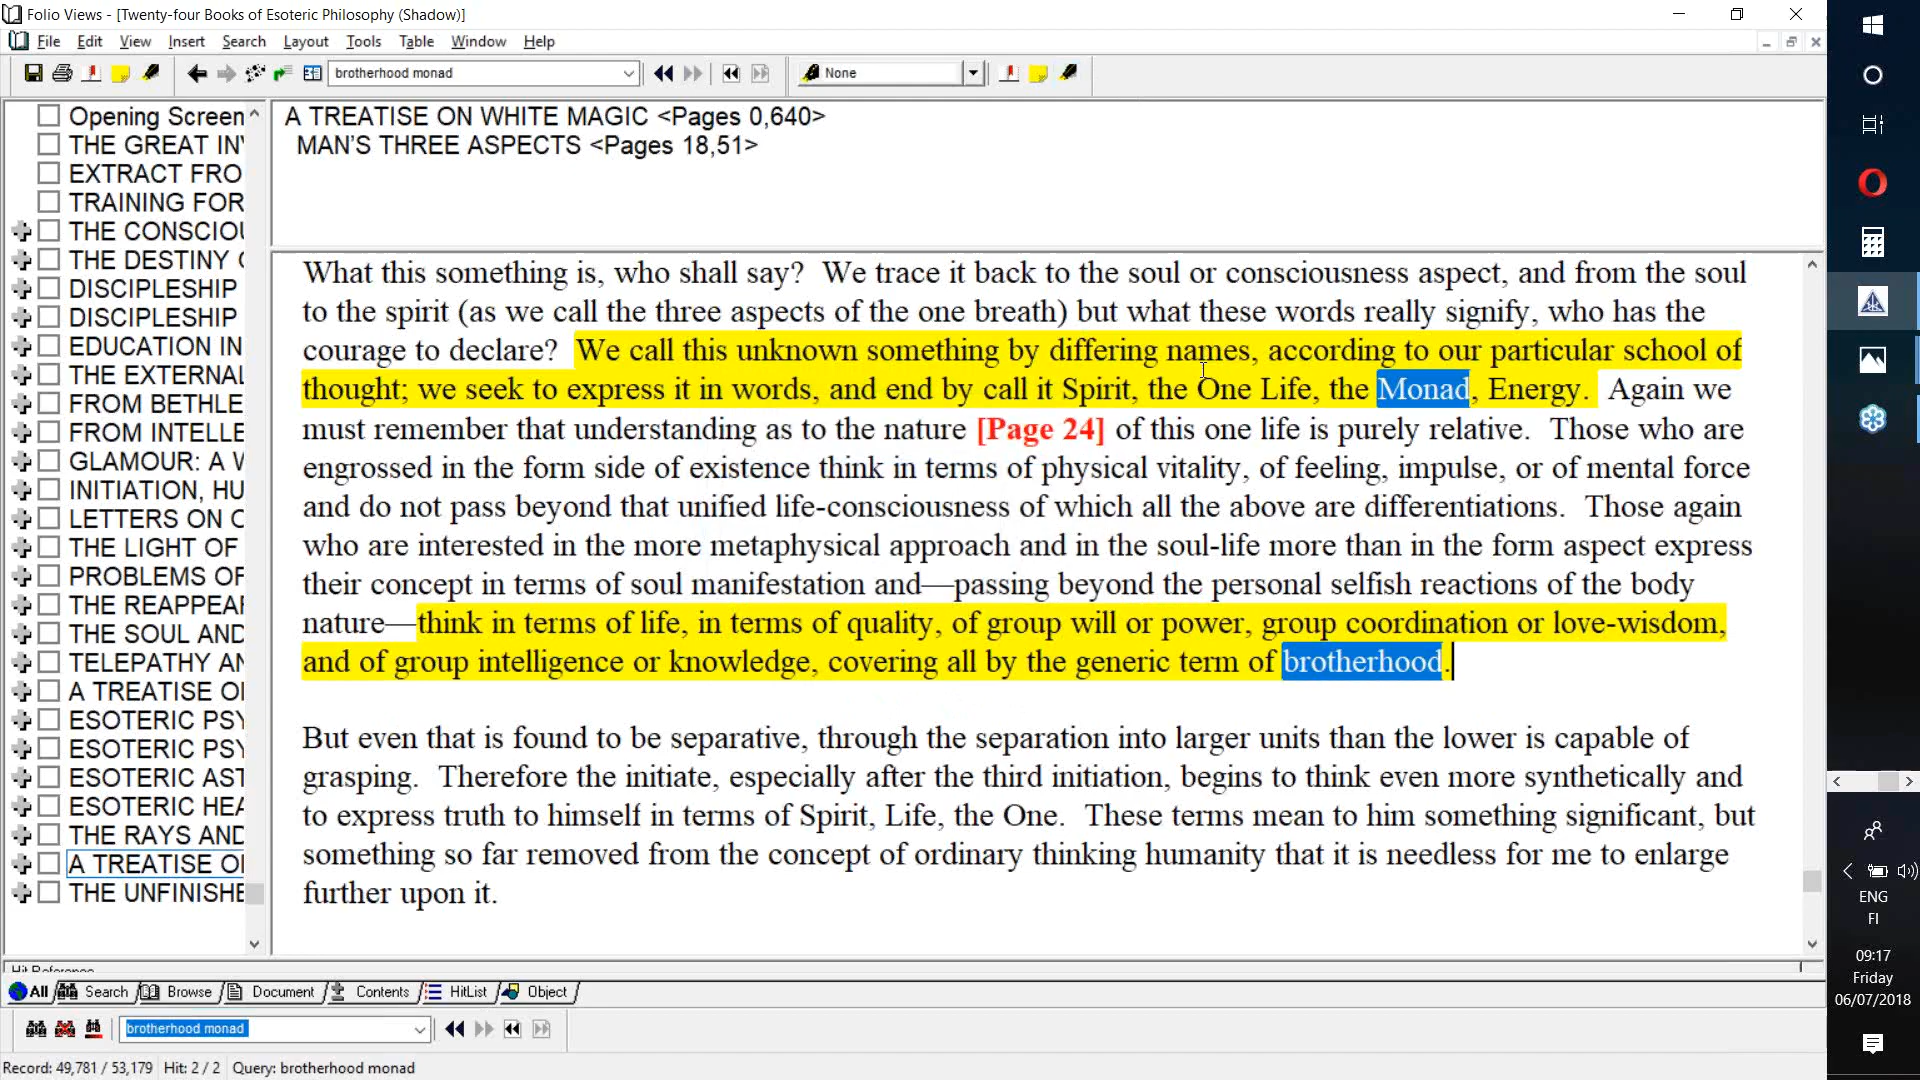 Folio Views - [Twenty-four Books of Esoteric Philosophy (Shadow)]
File Edit View Insert Search Layout Tools Table Window Help
brotherhood monad
None
Opening Screen
THE GREAT IN
EXTRACT FRO
TRAINING FOR
THE CONSCIOU
THE DESTINY
DISCIPLESHIP
DISCIPLESHIP
EDUCATION IN
THE EXTERNAL
FROM BETHLE
FROM INTELLE
GLAMOUR: A W
INITIATION, HU
LETTERS ON O
THE LIGHT OF
PROBLEMS OF
THE REAPPEAR
THE SOUL AND
TELEPATHY AN
A TREATISE O
ESOTERIC PSY
ESOTERIC PSY
ESOTERIC AST
ESOTERIC HEA
THE RAYS AND
A TREATISE O
THE UNFINISHE
A TREATISE ON WHITE MAGIC <Pages 0,640>
MAN'S THREE ASPECTS <Pages 18,51>
What this something is, who shall say? We trace it back to the soul or consciousness aspect, and from the soul
to the spirit (as we call the three aspects of the one breath) but what these words really signify, who has the
courage to declare? We call this unknown something by differing names, according to our particular school of
thought; we seek to express it in words, and end by call it Spirit, the One Life, the Monad, Energy. Again we
must remember that understanding as to the nature [Page 24] of this one life is purely relative. Those who are
engrossed in the form side of existence think in terms of physical vitality, of feeling, impulse, or of mental force
and do not pass beyond that unified life-consciousness of which all the above are differentiations. Those again
who are interested in the more metaphysical approach and in the soul-life more than in the form aspect express
their concept in terms of soul manifestation and—passing beyond the personal selfish reactions of the body
nature—think in terms of life, in terms of quality, of group will or power, group coordination or love-wisdom,
and of group intelligence or knowledge, covering all by the generic term of brotherhood.
But even that is found to be separative, through the separation into larger units than the lower is capable of
grasping. Therefore the initiate, especially after the third initiation, begins to think even more synthetically and
to express truth to himself in terms of Spirit, Life, the One. These terms mean to him something significant, but
something so far removed from the concept of ordinary thinking humanity that it is needless for me to enlarge
further upon it.
Hit Reference
All Search Browse Document Contents HitList Object
brotherhood monad
Record: 49,781 / 53,179 Hit: 2 / 2 Query: brotherhood monad
ENG
FI
09:17
Friday
06/07/2018